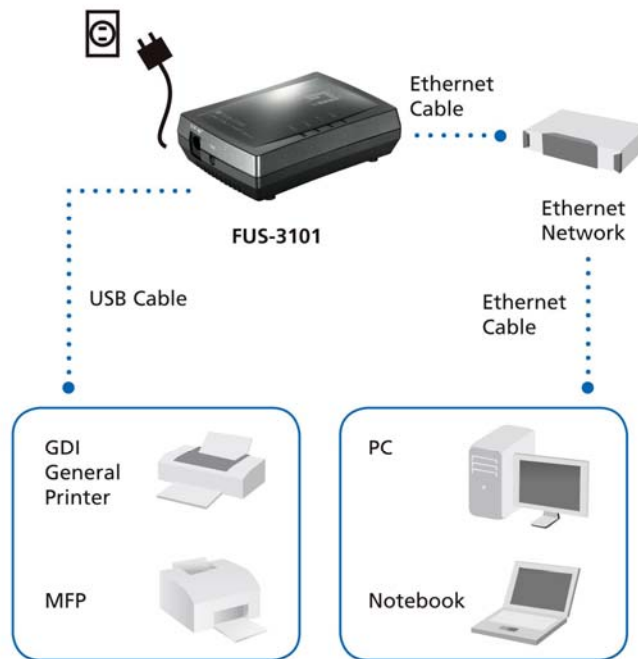 Ethernet
Cable
FUS-3101
Ethernet
Network
USB Cable
Ethernet
Cable
GDI
General
Printer
MFP
PC
Notebook